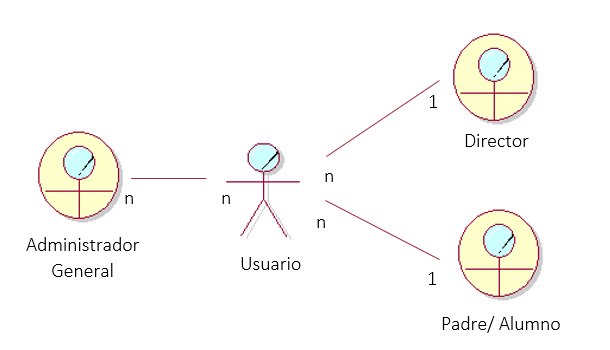 1
Director
n
n
n
Administrador
General
n
Usuario
1
Padre/ Alumno